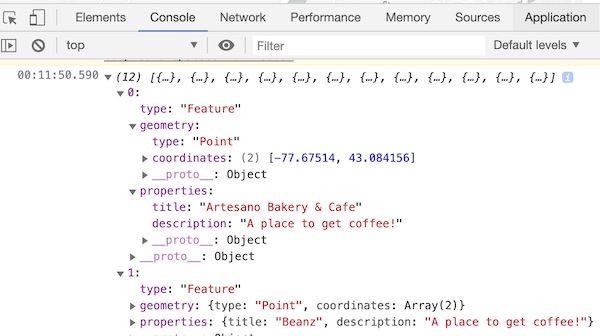 Elements Console Network Performance Memory Sources Application
top Filter Default levels
00:11:50.590 (12) [{…}, {…}, {…}, {…}, {…}, {…}, {…}, {…}, {…}, {…}, {…}, {…}] i
0:
type: "Feature"
geometry:
type: "Point"
coordinates: (2) [-77.67514, 43.084156]
__proto__: Object
properties:
title: "Artesano Bakery & Cafe"
description: "A place to get coffee!"
__proto__: Object
__proto__: Object
1:
type: "Feature"
geometry: {type: "Point", coordinates: Array(2)}
properties: {title: "Beanz", description: "A place to get coffee!"}